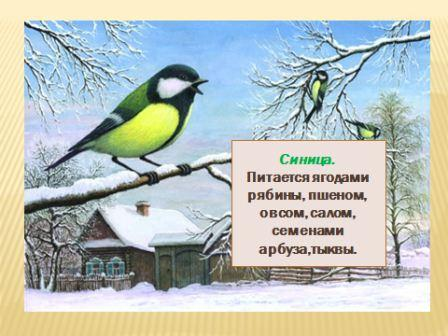 Синица.
Питается ягодами
рябины, пшеном,
овсом, салом,
семенами
арбуза,тыквы.